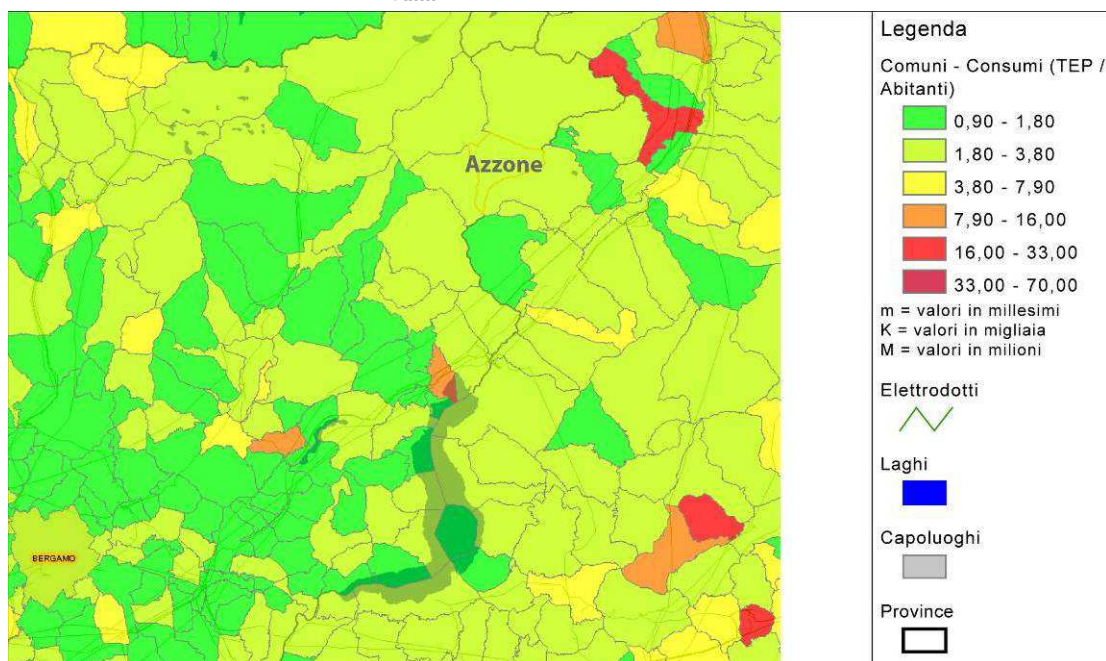 Azzone
BERGAMO
Legenda
Comuni - Consumi (TEP /
Abitanti)
0,90 - 1,80
1,80 - 3,80
3,80 - 7,90
7,90 - 16,00
16,00 - 33,00
33,00 - 70,00
m = valori in millesimi
K = valori in migliaia
M = valori in milioni
Elettrodotti
Laghi
Capoluoghi
Province